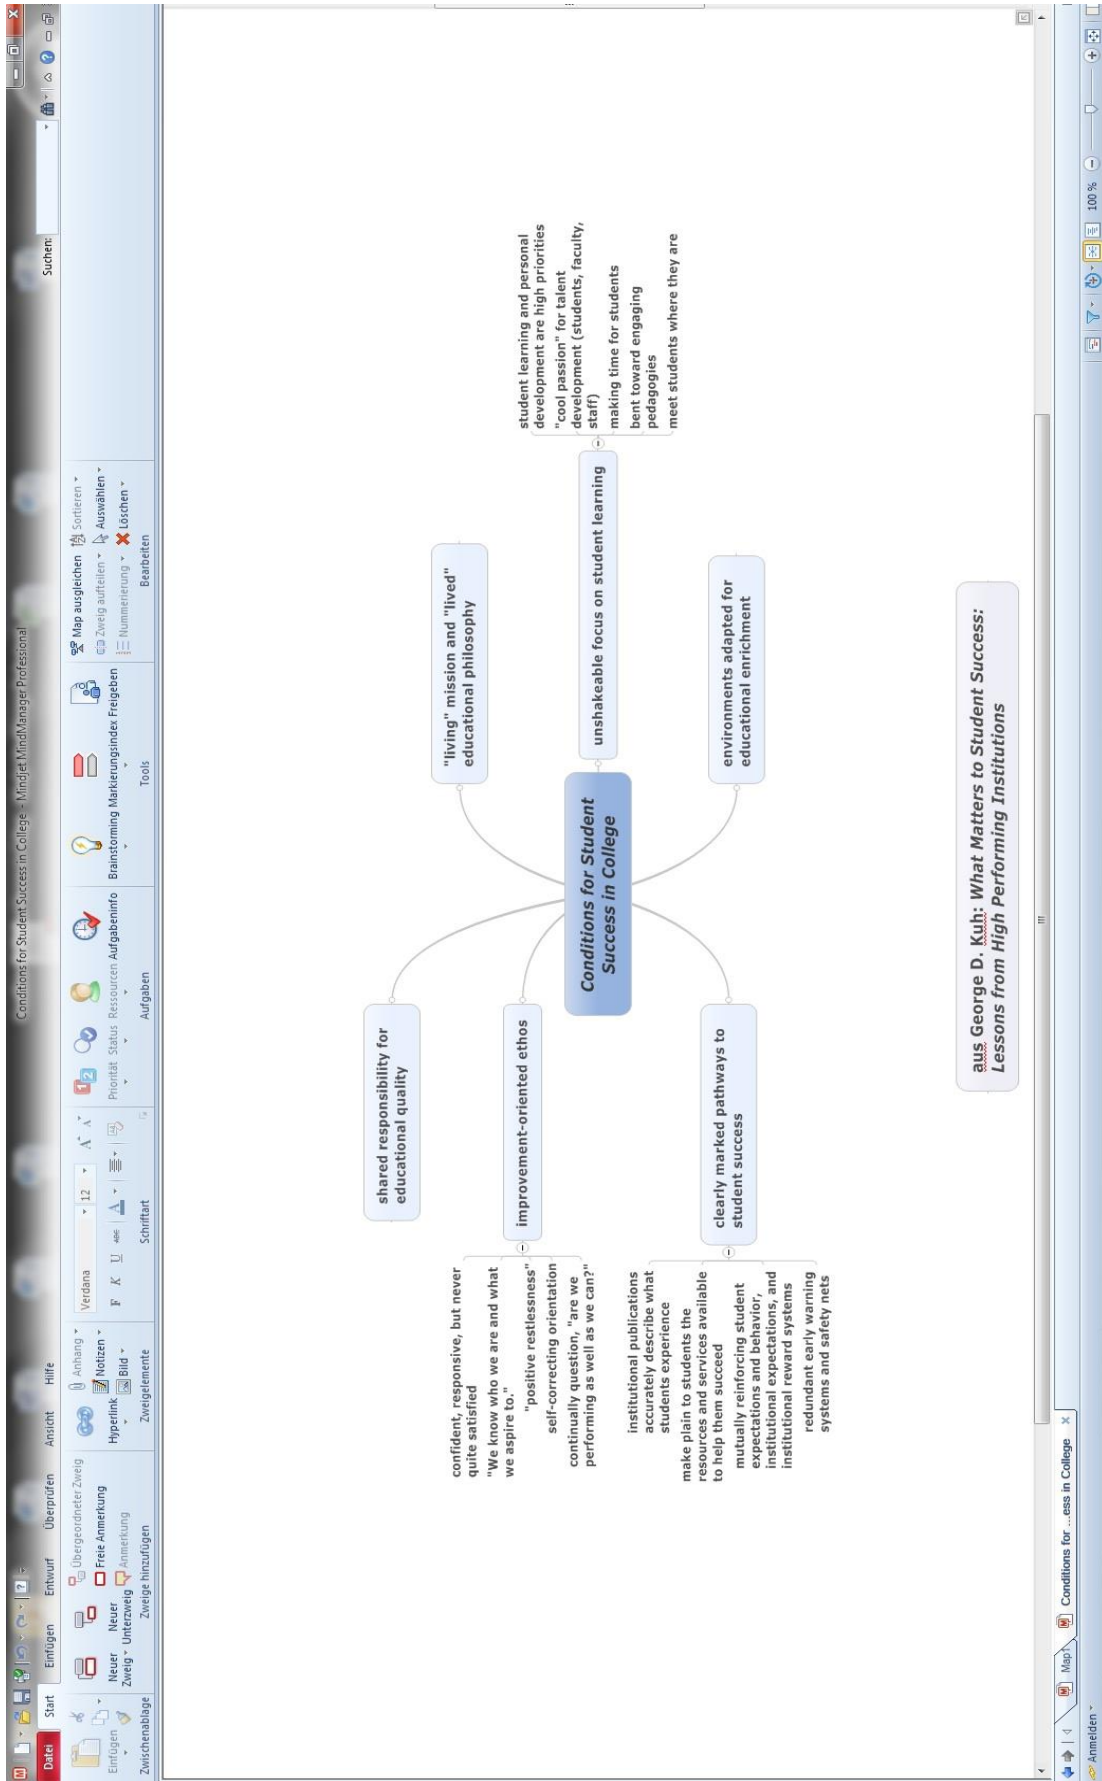 Conditions for Student Success in College - Mindjet MindManager Professional
Datei
Start
Einfügen
Entwurf
Überprüfen
Ansicht
Hilfe
Suchen:
Einfügen
Zwischenablage
Neuer
Zweig
Neuer
Unterzweig
Übergeordneter Zweig
Freie Anmerkung
Anmerkung
Zweige hinzufügen
Hyperlink
Anhang
Notizen
Bild
Zweigelemente
Verdana
12
F K U abc A
Schriftart
Priorität
Status
Ressourcen
Aufgabeninfo
Aufgaben
Brainstorming
Markierungsindex
Freigeben
Tools
Map ausgleichen
Zweig aufteilen
Nummerierung
Sortieren
Auswählen
Löschen
Bearbeiten
shared responsibility for
educational quality
confident, responsive, but never
quite satisfied
"We know who we are and what
we aspire to."
"positive restlessness"
self-correcting orientation
continually question, "are we
performing as well as we can?"
improvement-oriented ethos
institutional publications
accurately describe what
students experience
make plain to students the
resources and services available
to help them succeed
mutually reinforcing student
expectations and behavior,
institutional expectations, and
institutional reward systems
redundant early warning
systems and safety nets
clearly marked pathways to
student success
Conditions for Student
Success in College
"living" mission and "lived"
educational philosophy
unshakeable focus on student learning
student learning and personal
development are high priorities
"cool passion" for talent
development (students, faculty,
staff)
making time for students
bent toward engaging
pedagogies
meet students where they are
environments adapted for
educational enrichment
aus George D. Kuh: What Matters to Student Success:
Lessons from High Performing Institutions
Map1
Conditions for ...ess in College
Anmelden
100 %